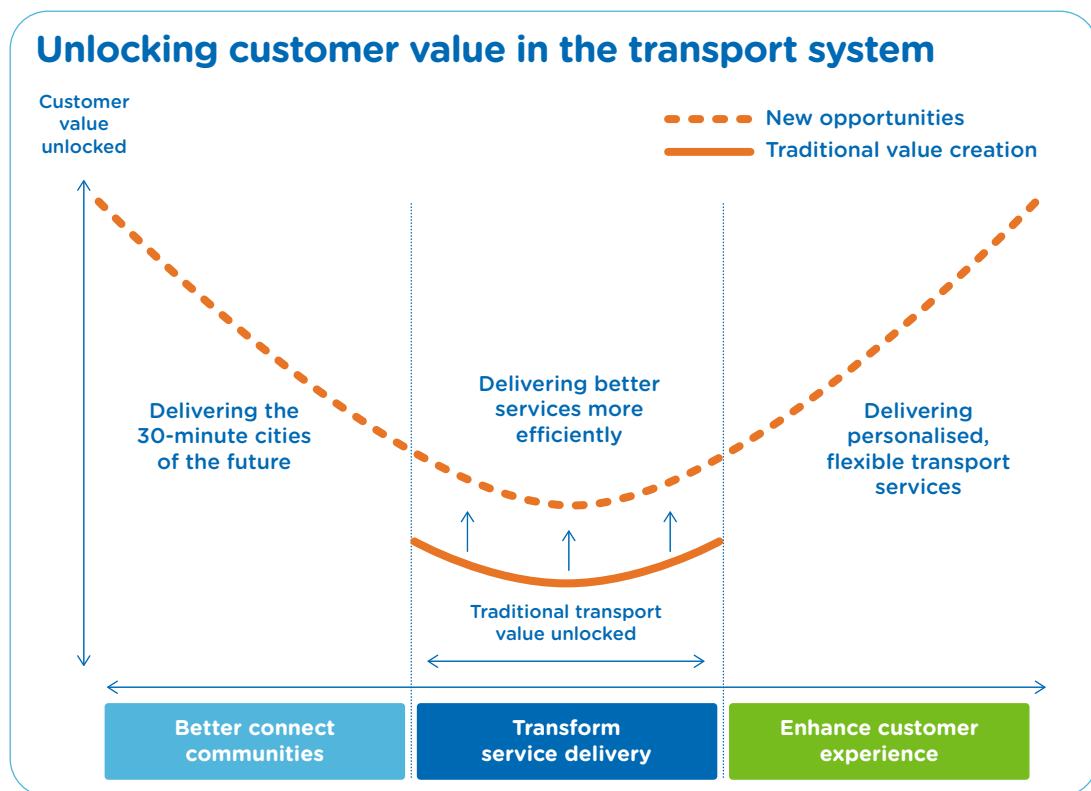 Unlocking customer value in the transport system
Customer
value
unlocked
New opportunities
Traditional value creation
Delivering the
30-minute cities
of the future
Delivering better
services more
efficiently
Delivering
personalised,
flexible transport
services
Traditional transport
value unlocked
Better connect
communities
Transform
service delivery
Enhance customer
experience